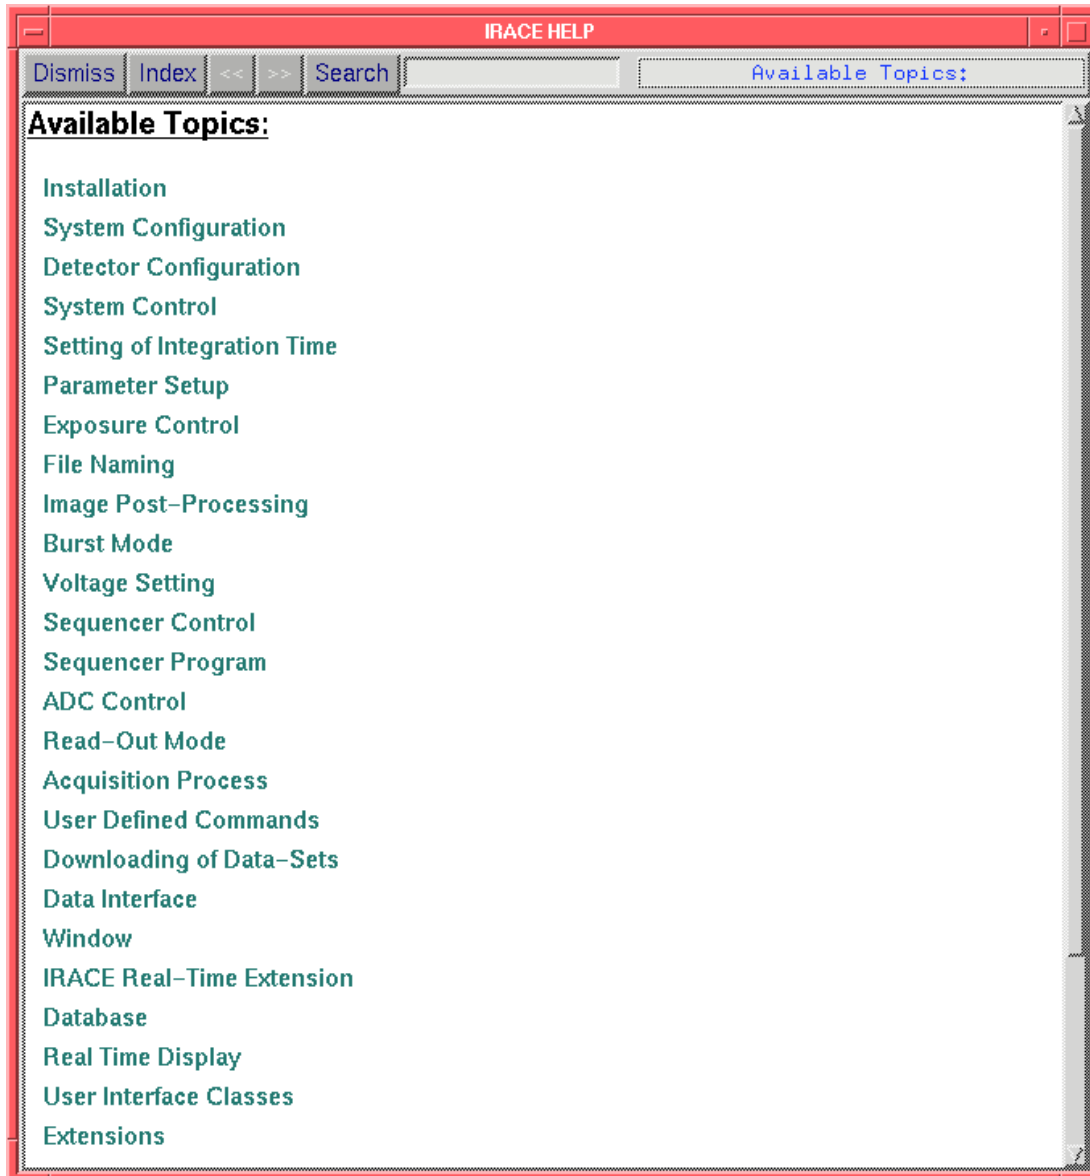 IRACE HELP
Dismiss Index << >> Search Available Topics:
Available Topics:
Installation
System Configuration
Detector Configuration
System Control
Setting of Integration Time
Parameter Setup
Exposure Control
File Naming
Image Post-Processing
Burst Mode
Voltage Setting
Sequencer Control
Sequencer Program
ADC Control
Read-Out Mode
Acquisition Process
User Defined Commands
Downloading of Data-Sets
Data Interface
Window
IRACE Real-Time Extension
Database
Real Time Display
User Interface Classes
Extensions